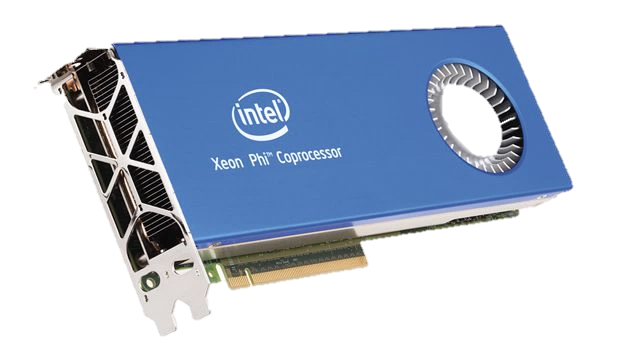 intel
Xeon Phi™ Coprocessor